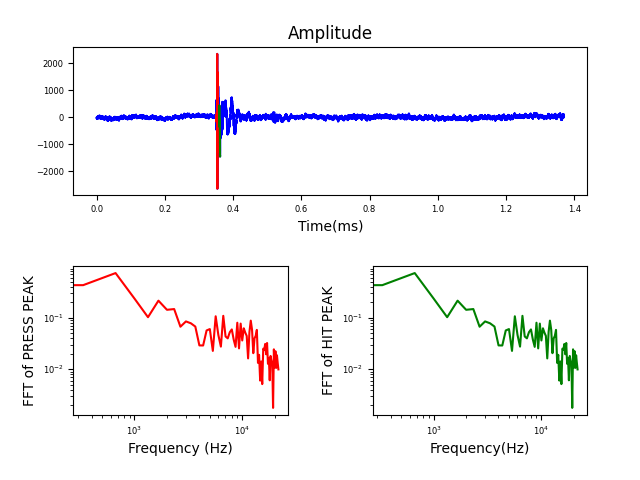 Amplitude
2000
1000
0
−1000
−2000
0.0 0.2 0.4 0.6 0.8 1.0 1.2 1.4
Time(ms)
FFT of PRESS PEAK
10⁻¹
10⁻²
10³ 10⁴
Frequency (Hz)
FFT of HIT PEAK
10⁻¹
10⁻²
10³ 10⁴
Frequency(Hz)